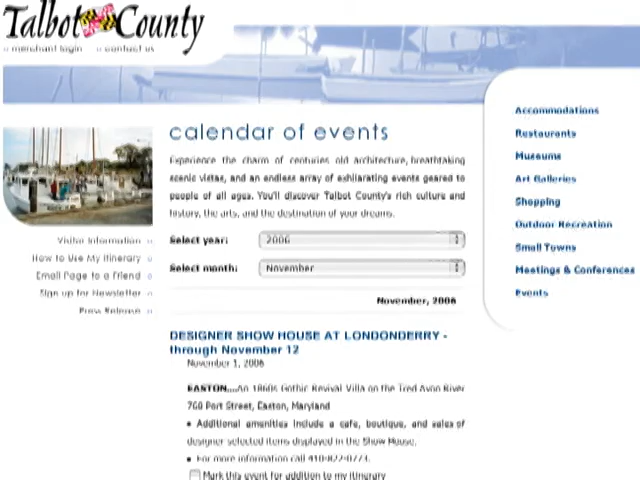 Talbot County
merchant login
contact us
calendar of events
Experience the charm of centuries old architecture, breathtaking
scenic vistas, and an endless array of exhilarating events geared to
people of all ages. You'll discover Talbot County's rich culture and
history, the arts, and the destination of your dreams.
Select year: 2006
Select month: November
November, 2006
DESIGNER SHOW HOUSE AT LONDONDERRY -
through November 12
November 1, 2006
EASTON....An 1860s Gothic Revival Villa on the Tred Avon River
700 Port Street, Easton, Maryland
• Additional amenities include a cafe, boutique, and sales of
designer selected items displayed in the Show House.
• For more information call
Mark this event for addition to my itinerary
Visitor Information
How to Use My Itinerary
Email Page to a Friend
Sign up for Newsletter
Press Release
Accommodations
Restaurants
Museums
Art Galleries
Shopping
Outdoor Recreation
Small Towns
Meetings & Conferences
Events